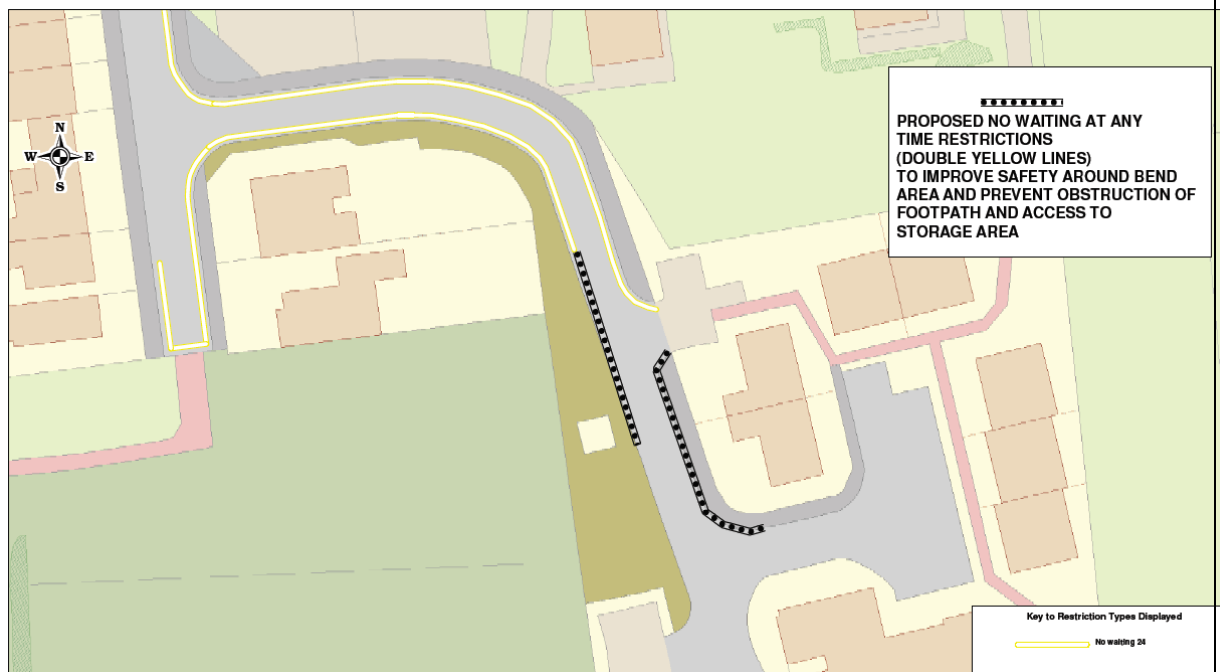 N
W E
S
PROPOSED NO WAITING AT ANY
TIME RESTRICTIONS
(DOUBLE YELLOW LINES)
TO IMPROVE SAFETY AROUND BEND
AREA AND PREVENT OBSTRUCTION OF
FOOTPATH AND ACCESS TO
STORAGE AREA
Key to Restriction Types Displayed
No waiting 24